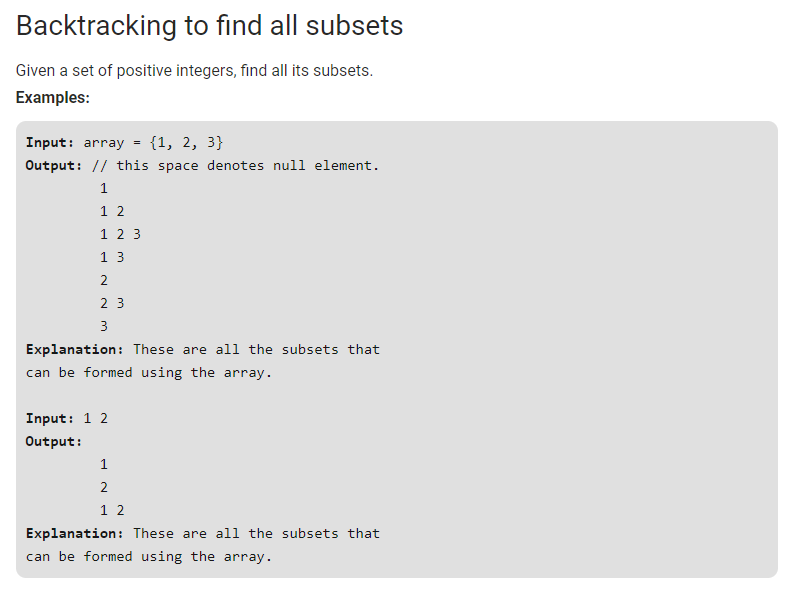 Backtracking to find all subsets
Given a set of positive integers, find all its subsets.
Examples:
Input: array = {1, 2, 3}
Output: // this space denotes null element.
1
1 2
1 2 3
1 3
2
2 3
3
Explanation: These are all the subsets that
can be formed using the array.
Input: 1 2
Output:
1
2
1 2
Explanation: These are all the subsets that
can be formed using the array.